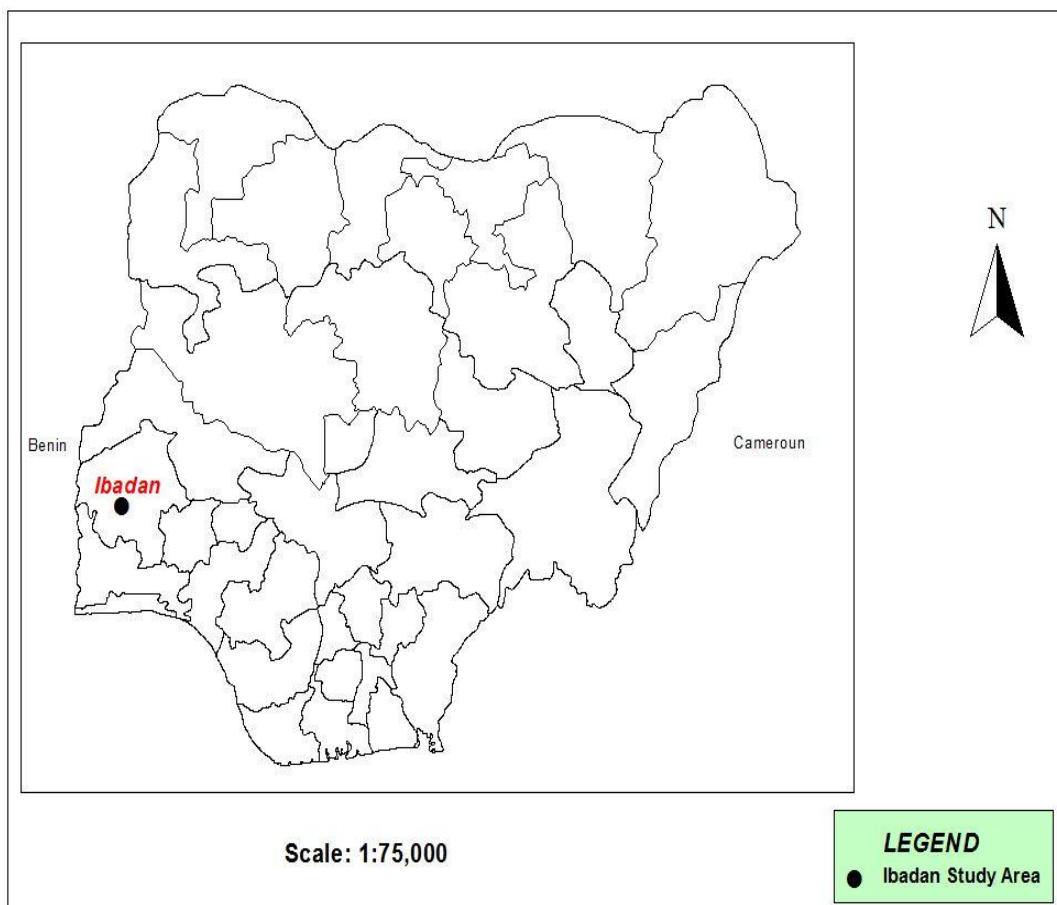 N
Benin
Cameroun
Ibadan
Scale: 1:75,000
LEGEND
Ibadan Study Area